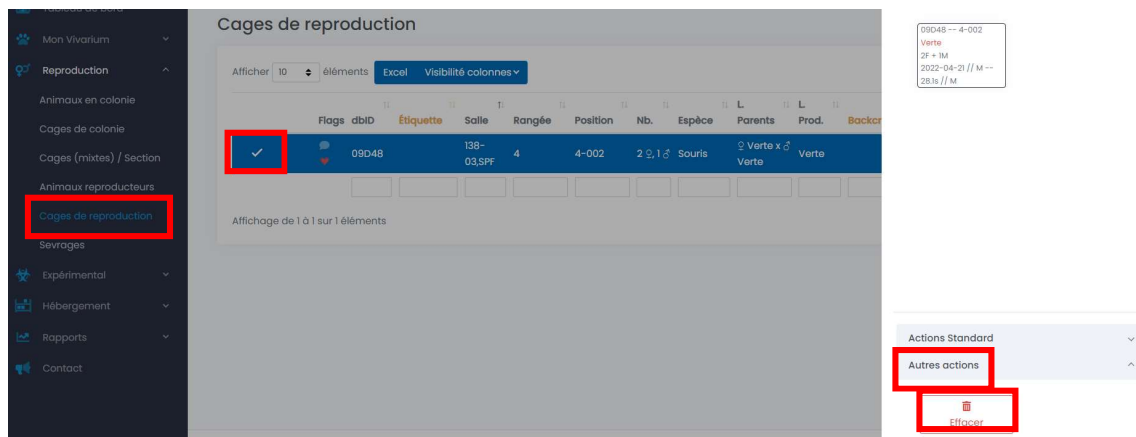 Tableau de bord
Mon Vivarium
Reproduction
Animaux en colonie
Cages de colonie
Cages (mixtes) / Section
Animaux reproducteurs
Cages de reproduction
Sevrages
Expérimental
Hébergement
Rapports
Contact
Cages de reproduction
Afficher 10 éléments Excel Visibilité colonnes
Flags dbID Étiquette Salle Rangée Position Nb. Espèce L. Parents L. Prod.
09D48 138-03,SPF 4 4-002 2 ♀, 1 ♂ Souris ♀ Verte x ♂ Verte Verte
Affichage de 1 à 1 sur 1 éléments
09D48 -- 4-002
Verte
2F + 1M
2022-04-21 // M --
28.1s // M
Actions Standard
Autres actions
Effacer